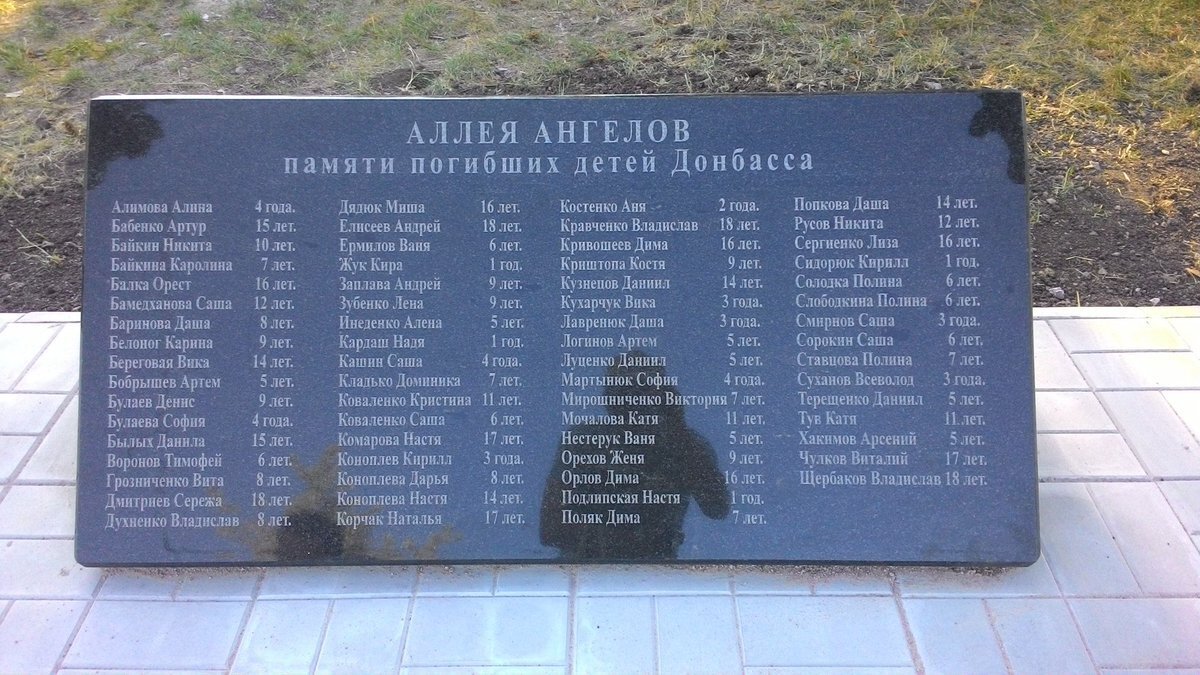 АЛЛЕЯ АНГЕЛОВ
памяти погибших детей Донбасса
Алимова Алина 4 года.
Бабенко Артур 15 лет.
Байкин Никита 10 лет.
Байкина Каролина 7 лет.
Балка Орест 16 лет.
Бамедханова Саша 12 лет.
Баринова Даша 8 лет.
Белоног Карина 9 лет.
Береговая Вика 14 лет.
Бобрышев Артем 5 лет.
Булаев Денис 9 лет.
Булаева София 4 года.
Былых Данила 15 лет.
Воронов Тимофей 6 лет.
Грозниченко Вита 8 лет.
Дмитриев Сережа 18 лет.
Духненко Владислав 8 лет.
Дядюк Миша 16 лет.
Елисеев Андрей 18 лет.
Ермилов Ваня 6 лет.
Жук Кира 1 год.
Заплава Андрей 9 лет.
Зубенко Лена 9 лет.
Инеденко Алена 5 лет.
Кардаш Надя 1 год.
Кашин Саша 4 года.
Кладько Доминика 7 лет.
Коваленко Кристина 11 лет.
Коваленко Саша 6 лет.
Комарова Настя 17 лет.
Коноплев Кирилл 3 года.
Коноплева Дарья 8 лет.
Коноплева Настя 14 лет.
Корчак Наталья 17 лет.
Костенко Аня 2 года.
Кравченко Владислав 18 лет.
Кривошеев Дима 16 лет.
Криштопа Костя 9 лет.
Кузнецов Даниил 14 лет.
Кухарчук Вика 3 года.
Лавренюк Даша 3 года.
Логинов Артем 5 лет.
Луценко Даниил 5 лет.
Мартынюк София 4 года.
Мирошниченко Виктория 7 лет.
Мочалова Катя 11 лет.
Нестерук Ваня 5 лет.
Орехов Женя 9 лет.
Орлов Дима 16 лет.
Подлипская Настя 1 год.
Поляк Дима 7 лет.
Попкова Даша 14 лет.
Русов Никита 12 лет.
Сергиенко Лиза 16 лет.
Сидорюк Кирилл 1 год.
Солодка Полина 6 лет.
Слободкина Полина 6 лет.
Смирнов Саша 3 года.
Сорокин Саша 6 лет.
Ставцова Полина 7 лет.
Суханов Всеволод 3 года.
Терещенко Даниил 5 лет.
Тув Катя 11 лет.
Хакимов Арсений 5 лет.
Чулков Виталий 17 лет.
Щербаков Владислав 18 лет.